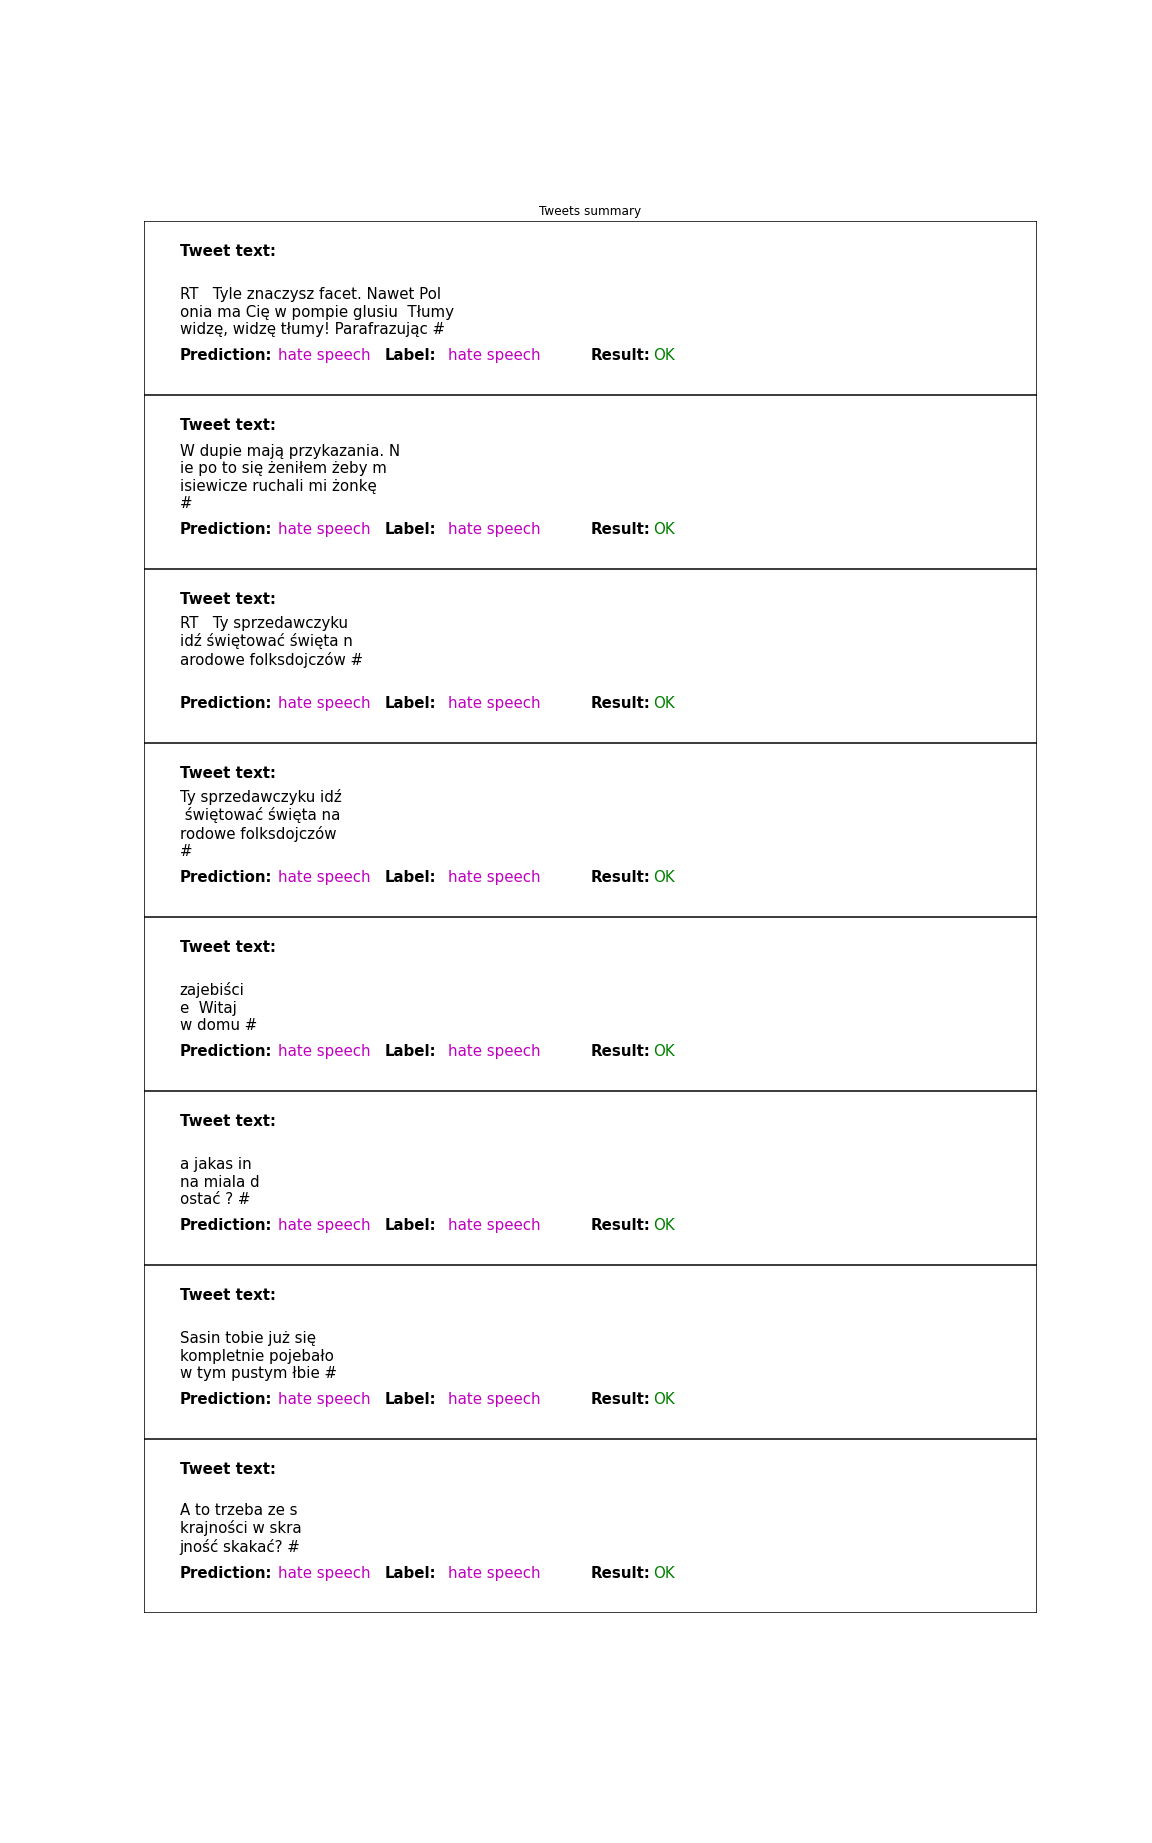 Tweets summary
Tweet text:
RT   Tyle znaczysz facet. Nawet Pol
onia ma Cię w pompie glusiu  Tłumy
widzę, widzę tłumy! Parafrazując #
Prediction: hate speech Label: hate speech Result: OK
Tweet text:
W dupie mają przykazania. N
ie po to się żeniłem żeby m
isiewicze ruchali mi żonkę
#
Prediction: hate speech Label: hate speech Result: OK
Tweet text:
RT   Ty sprzedawczyku
idź świętować święta n
arodowe folksdojczów #
Prediction: hate speech Label: hate speech Result: OK
Tweet text:
Ty sprzedawczyku idź
świętować święta na
rodowe folksdojczów
#
Prediction: hate speech Label: hate speech Result: OK
Tweet text:
zajebiści
e  Witaj
w domu #
Prediction: hate speech Label: hate speech Result: OK
Tweet text:
a jakas in
na miala d
ostać ? #
Prediction: hate speech Label: hate speech Result: OK
Tweet text:
Sasin tobie już się
kompletnie pojebało
w tym pustym łbie #
Prediction: hate speech Label: hate speech Result: OK
Tweet text:
A to trzeba ze s
krajności w skra
jność skakać? #
Prediction: hate speech Label: hate speech Result: OK